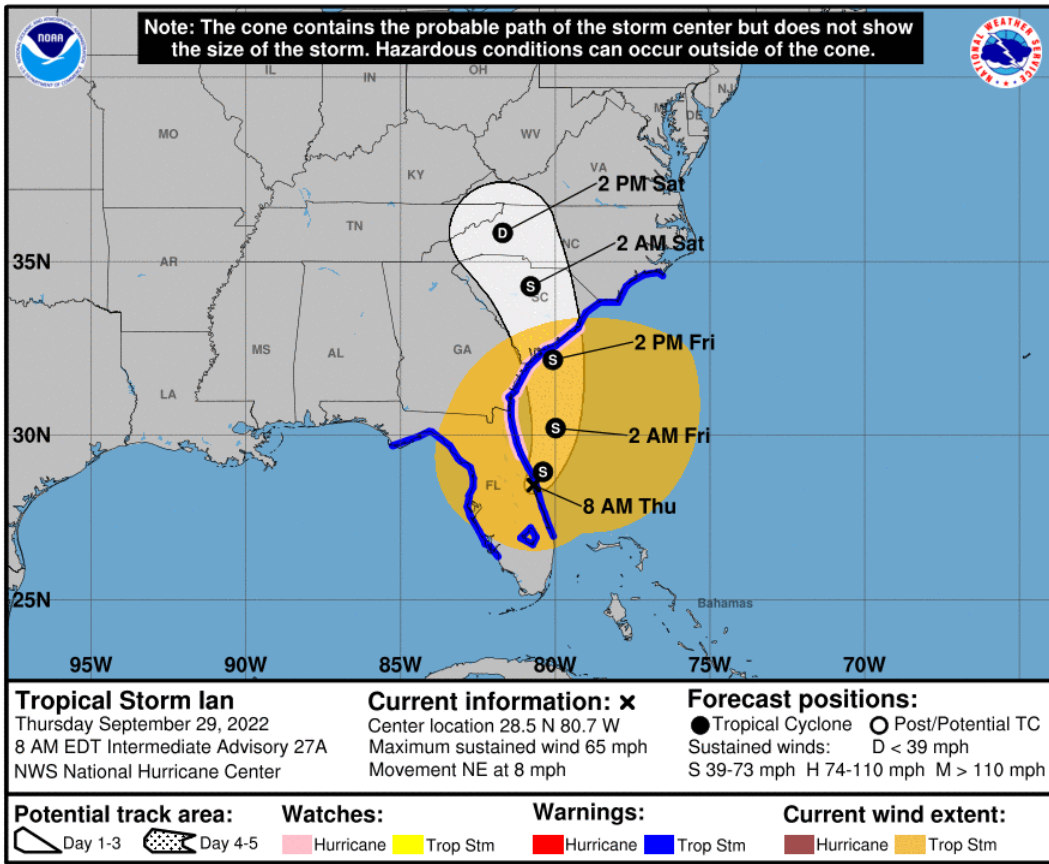 Note: The cone contains the probable path of the storm center but does not show
the size of the storm. Hazardous conditions can occur outside of the cone.
NOAA
NATIONAL WEATHER SERVICE
IL
IN
OH
NJ
MO
WV
DE
KY
VA
2 PM Sat
TN
NC
2 AM Sat
D
35N
AR
S
SC
MS
AL
GA
S
2 PM Fri
LA
30N
S
2 AM Fri
S
FL
8 AM Thu
25N
Bahamas
95W
90W
85W
80W
75W
70W
Tropical Storm Ian
Thursday September 29, 2022
8 AM EDT Intermediate Advisory 27A
NWS National Hurricane Center
Current information: ✖
Center location 28.5 N 80.7 W
Maximum sustained wind 65 mph
Movement NE at 8 mph
Forecast positions:
Tropical Cyclone Post/Potential TC
Sustained winds: D < 39 mph
S 39-73 mph H 74-110 mph M > 110 mph
Potential track area:
Day 1-3 Day 4-5
Watches:
Hurricane Trop Stm
Warnings:
Hurricane Trop Stm
Current wind extent:
Hurricane Trop Stm